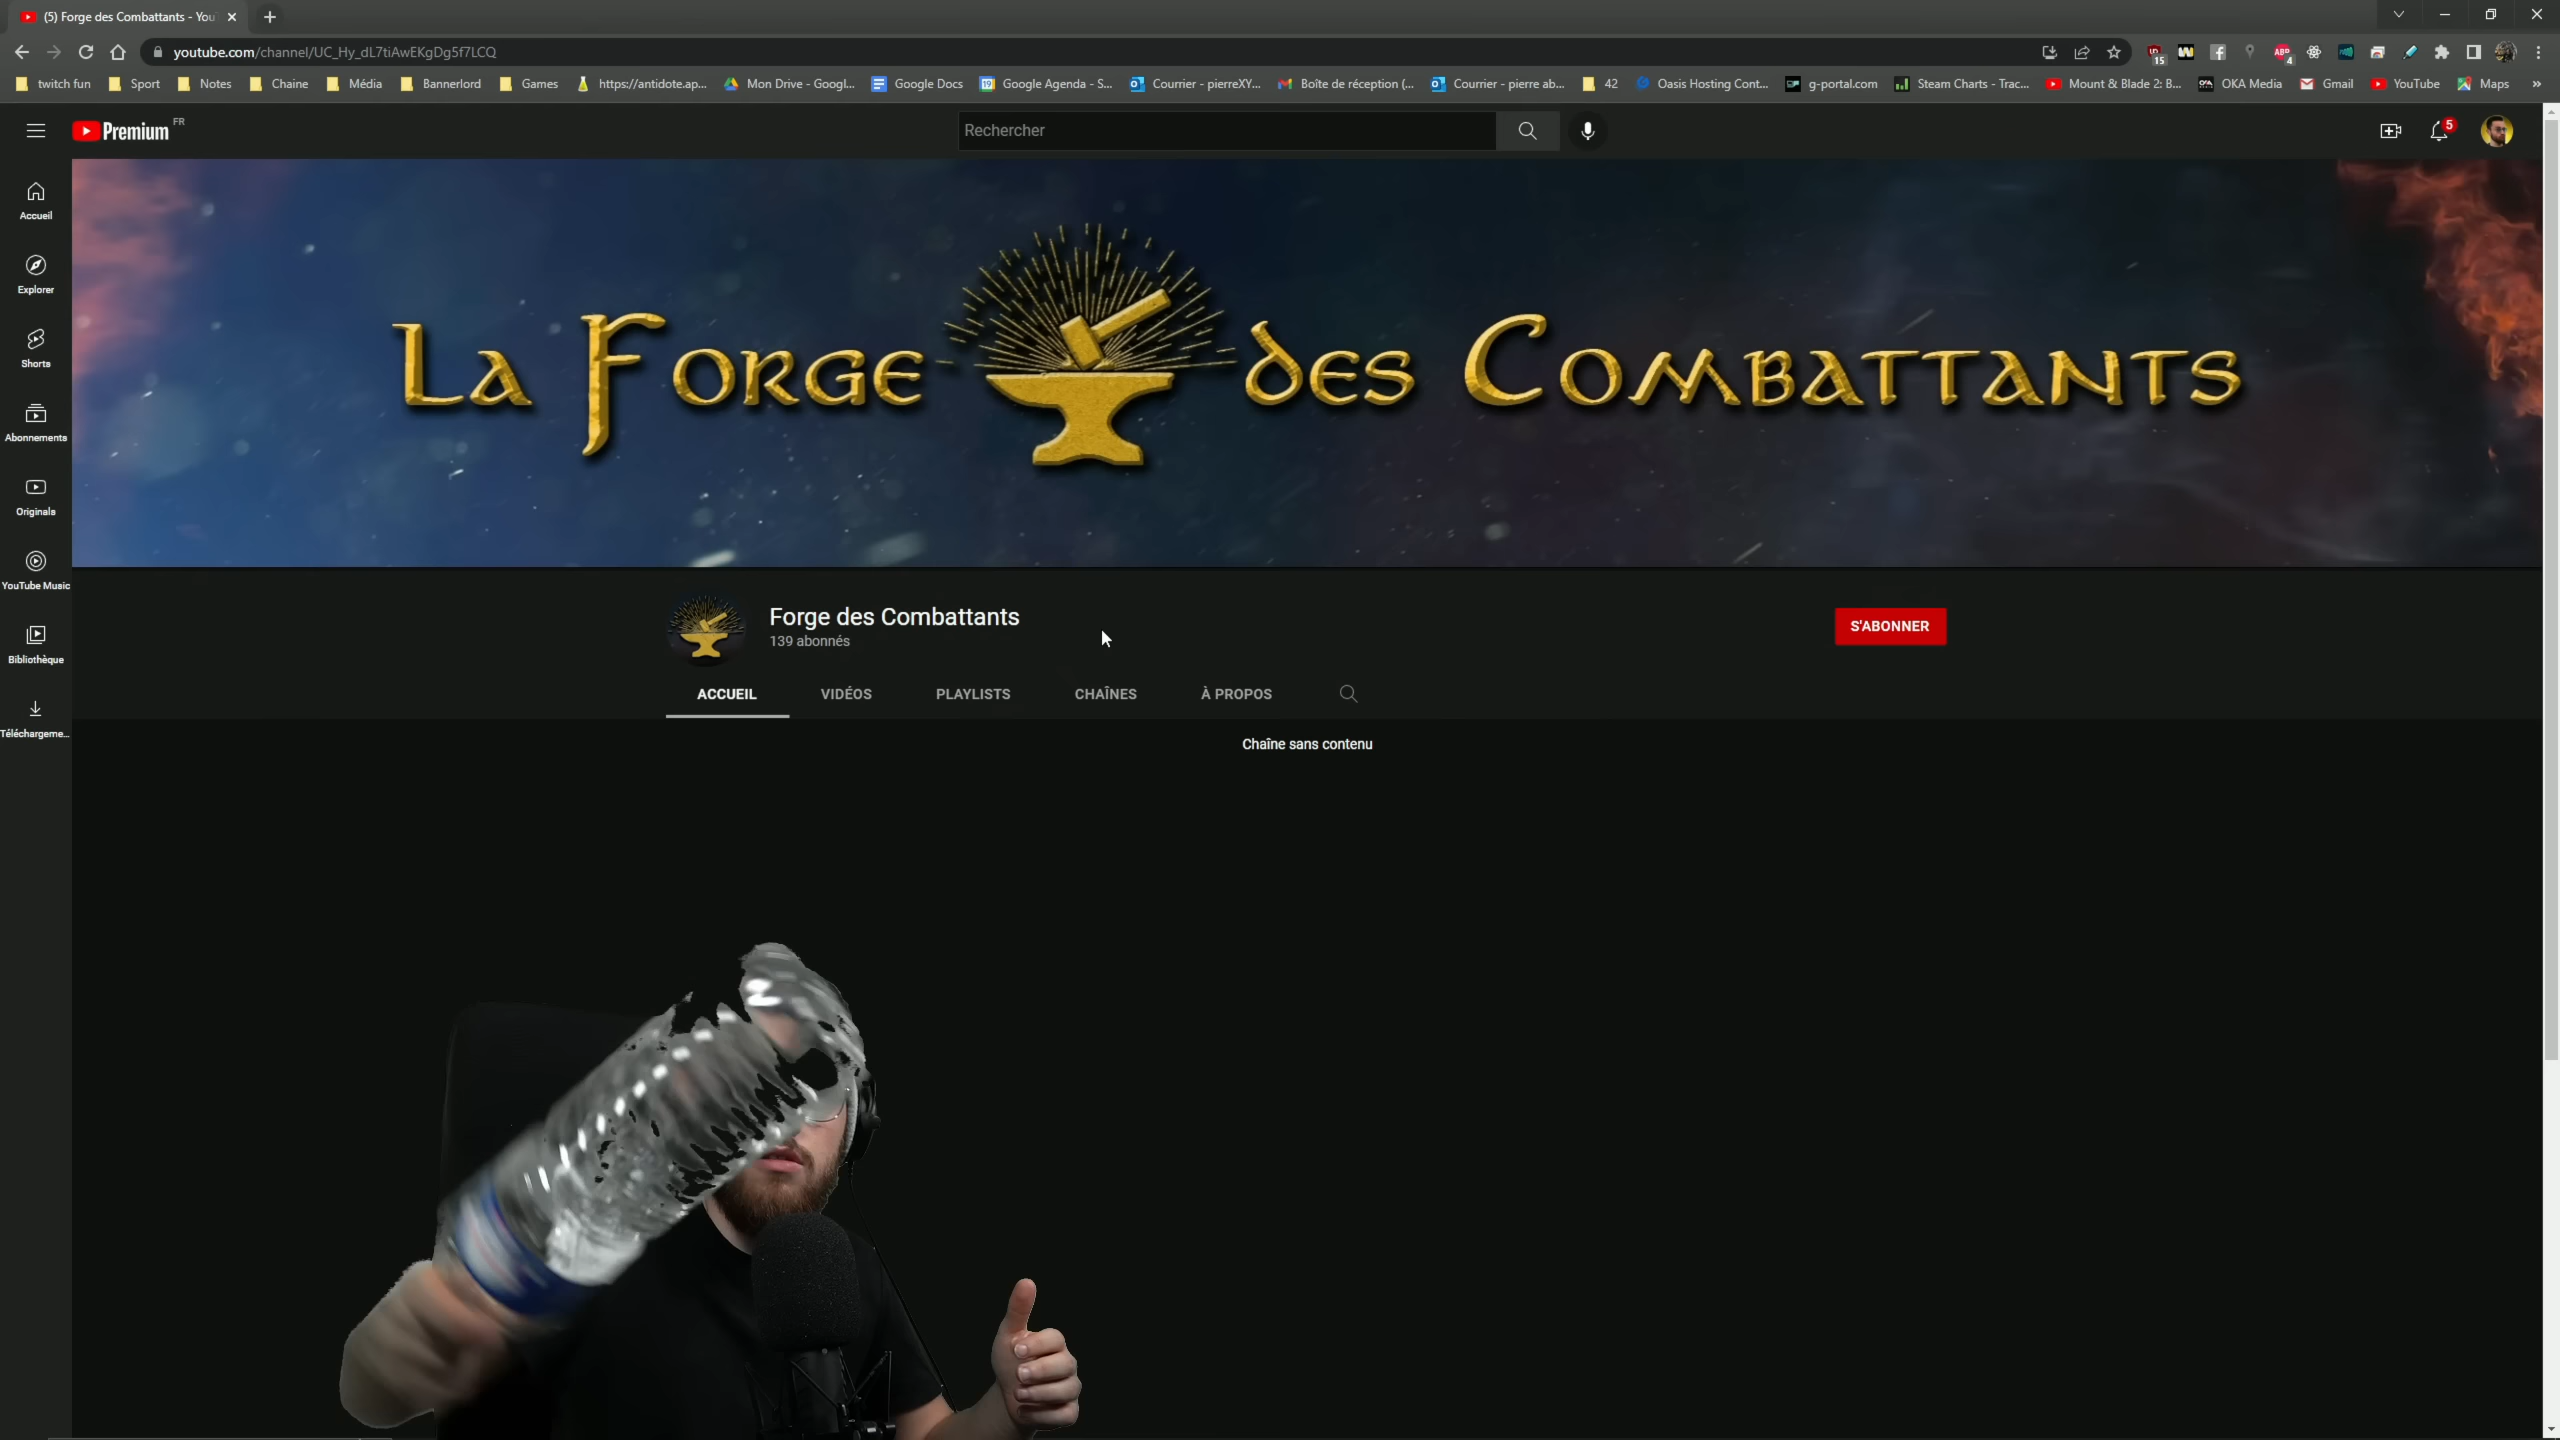 (5) Forge des Combattants - You
youtube.com/channel/UC_Hy_dL7tiAwEKgDg5f7LCQ
15
4
twitch fun Sport Notes Chaine Média Bannerlord Games https://antidote.ap... Mon Drive - Googl... Google Docs Google Agenda - S... Courrier - pierreXY... Boîte de réception (... Courrier - pierre ab... 42 Oasis Hosting Cont... g-portal.com Steam Charts - Trac... Mount & Blade 2: B... OKA Media Gmail YouTube Maps »
Premium FR
Rechercher
5
Accueil
Explorer
Shorts
Abonnements
Originals
YouTube Music
Bibliothèque
Téléchargeme...
La Forge des Combattants
Forge des Combattants
139 abonnés
S'ABONNER
ACCUEIL VIDÉOS PLAYLISTS CHAÎNES À PROPOS
Chaîne sans contenu